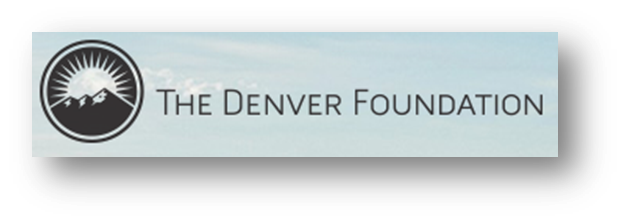 THE DENVER FOUNDATION